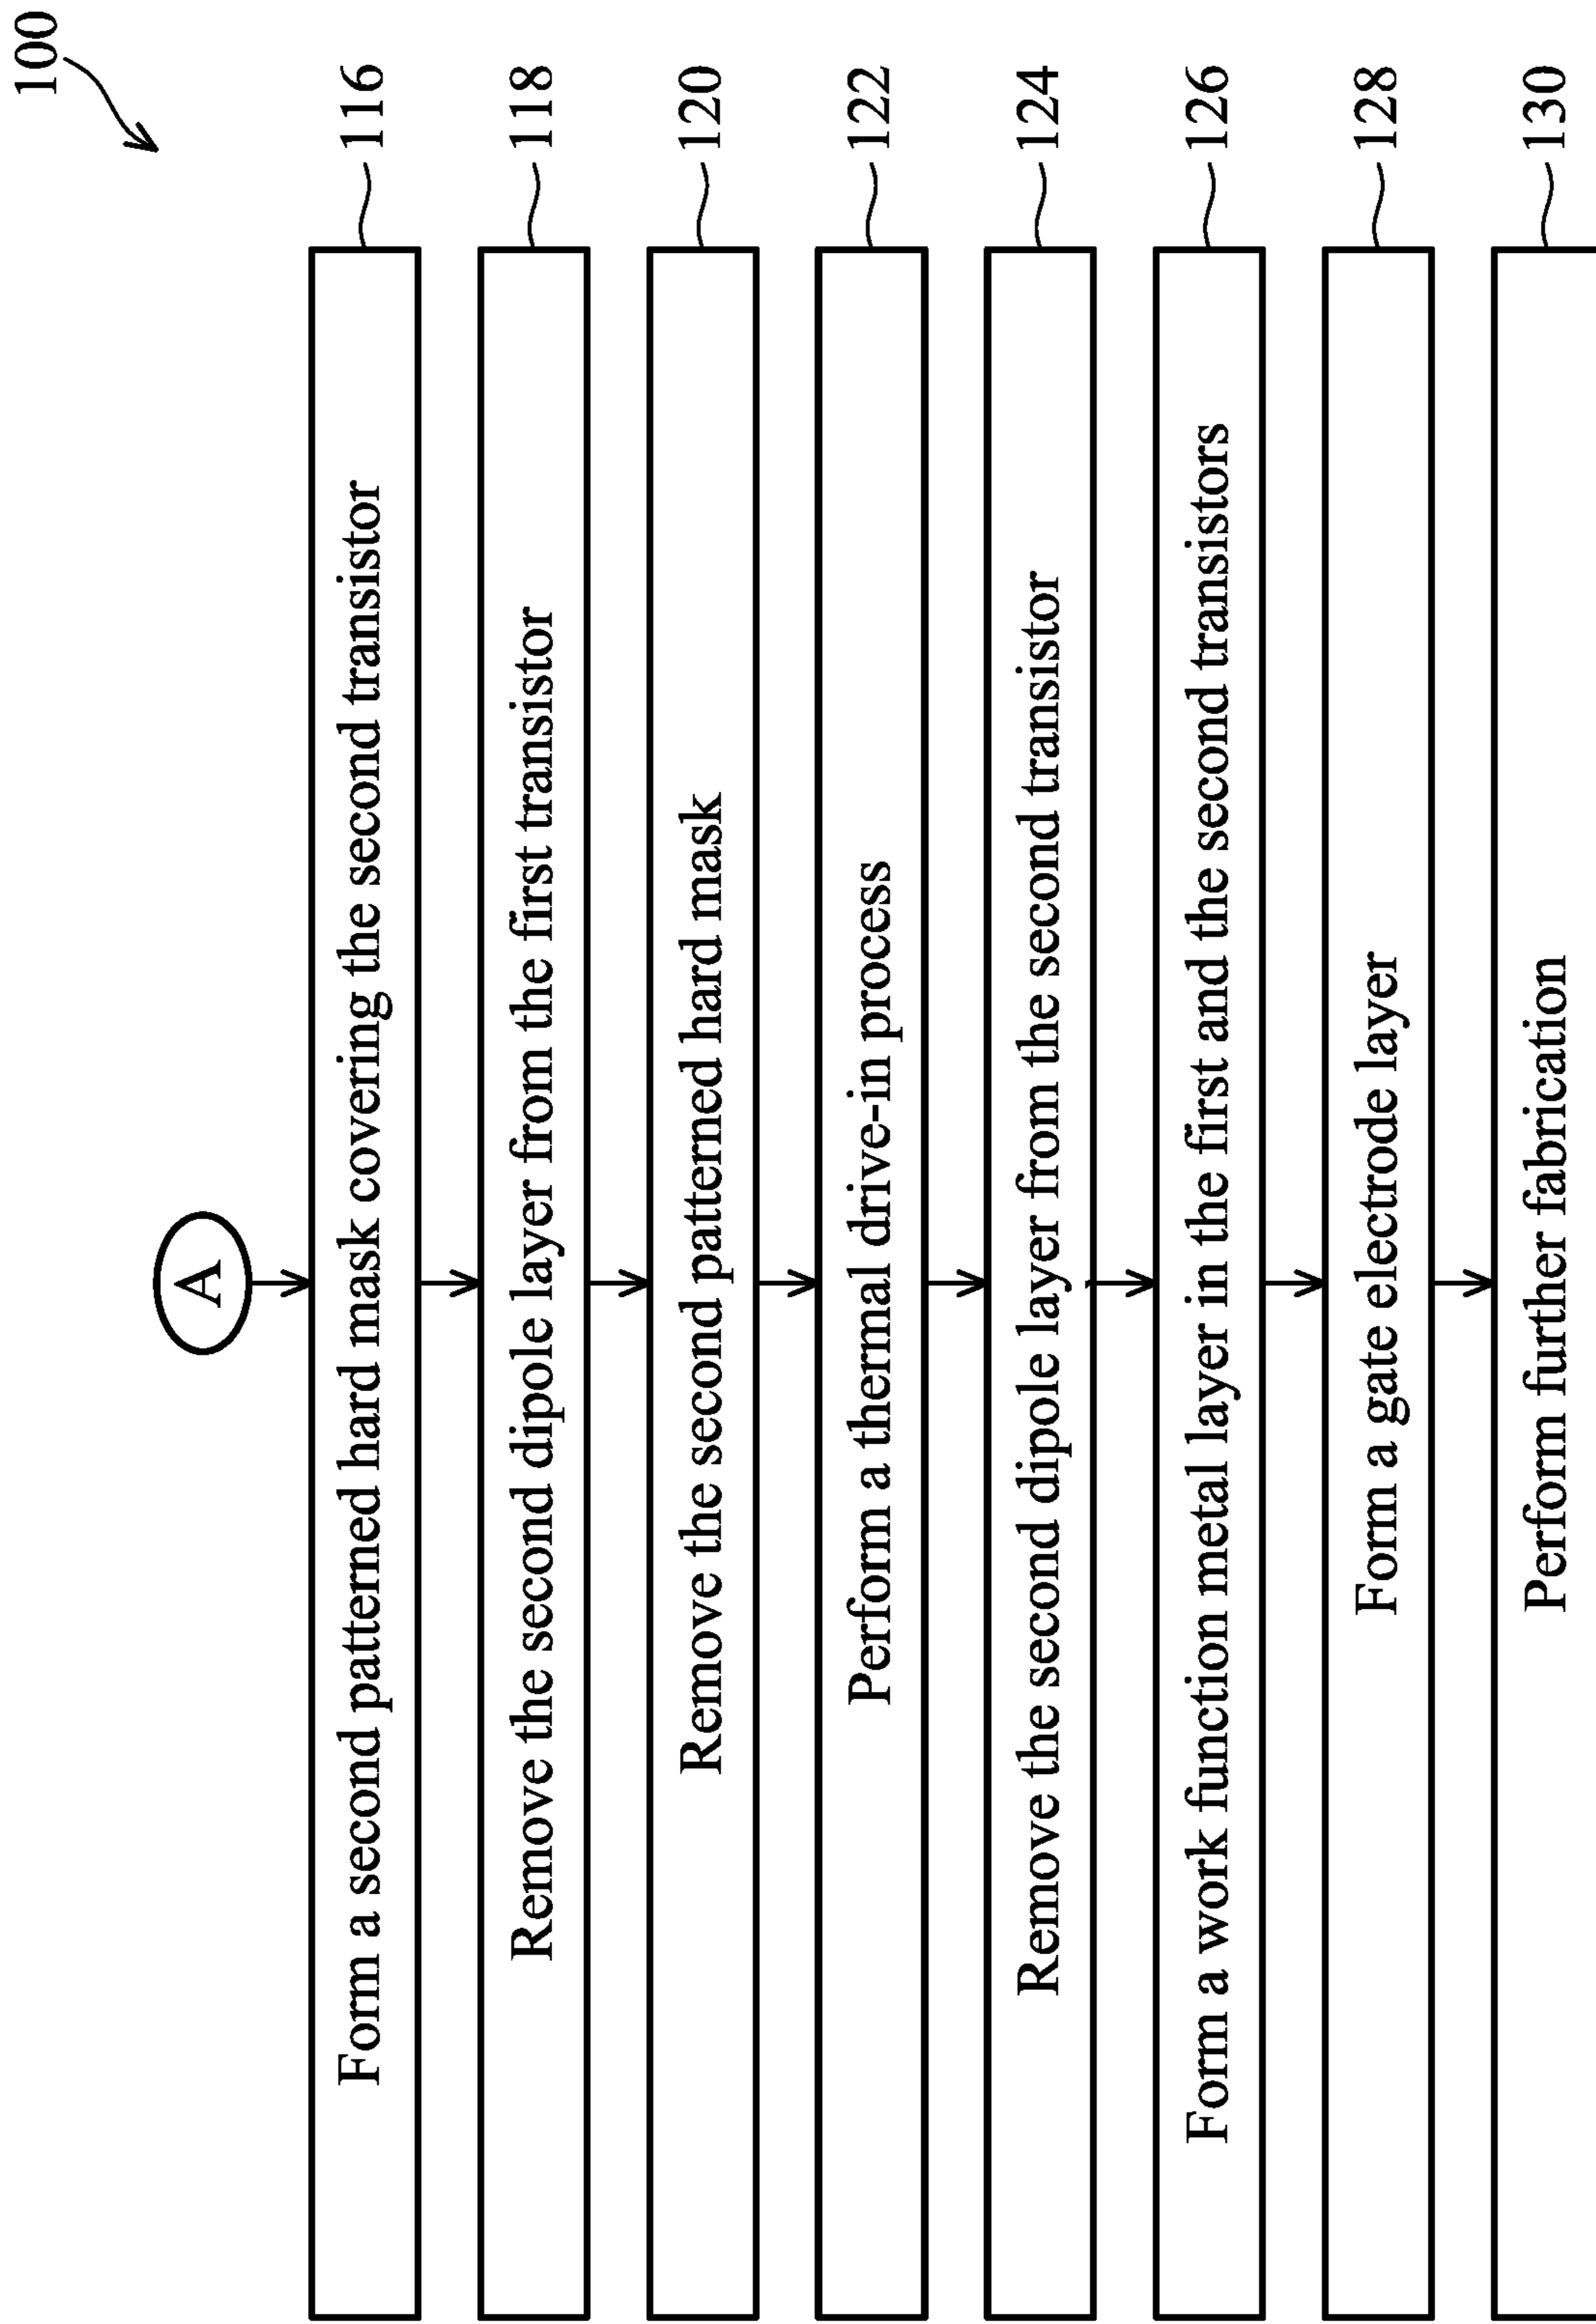 100
A
Form a second patterned hard mask covering the second transistor
116
Remove the second dipole layer from the first transistor
118
Remove the second patterned hard mask
120
Perform a thermal drive-in process
122
Remove the second dipole layer from the second transistor
124
Form a work function metal layer in the first and the second transistors
126
Form a gate electrode layer
128
Perform further fabrication
130